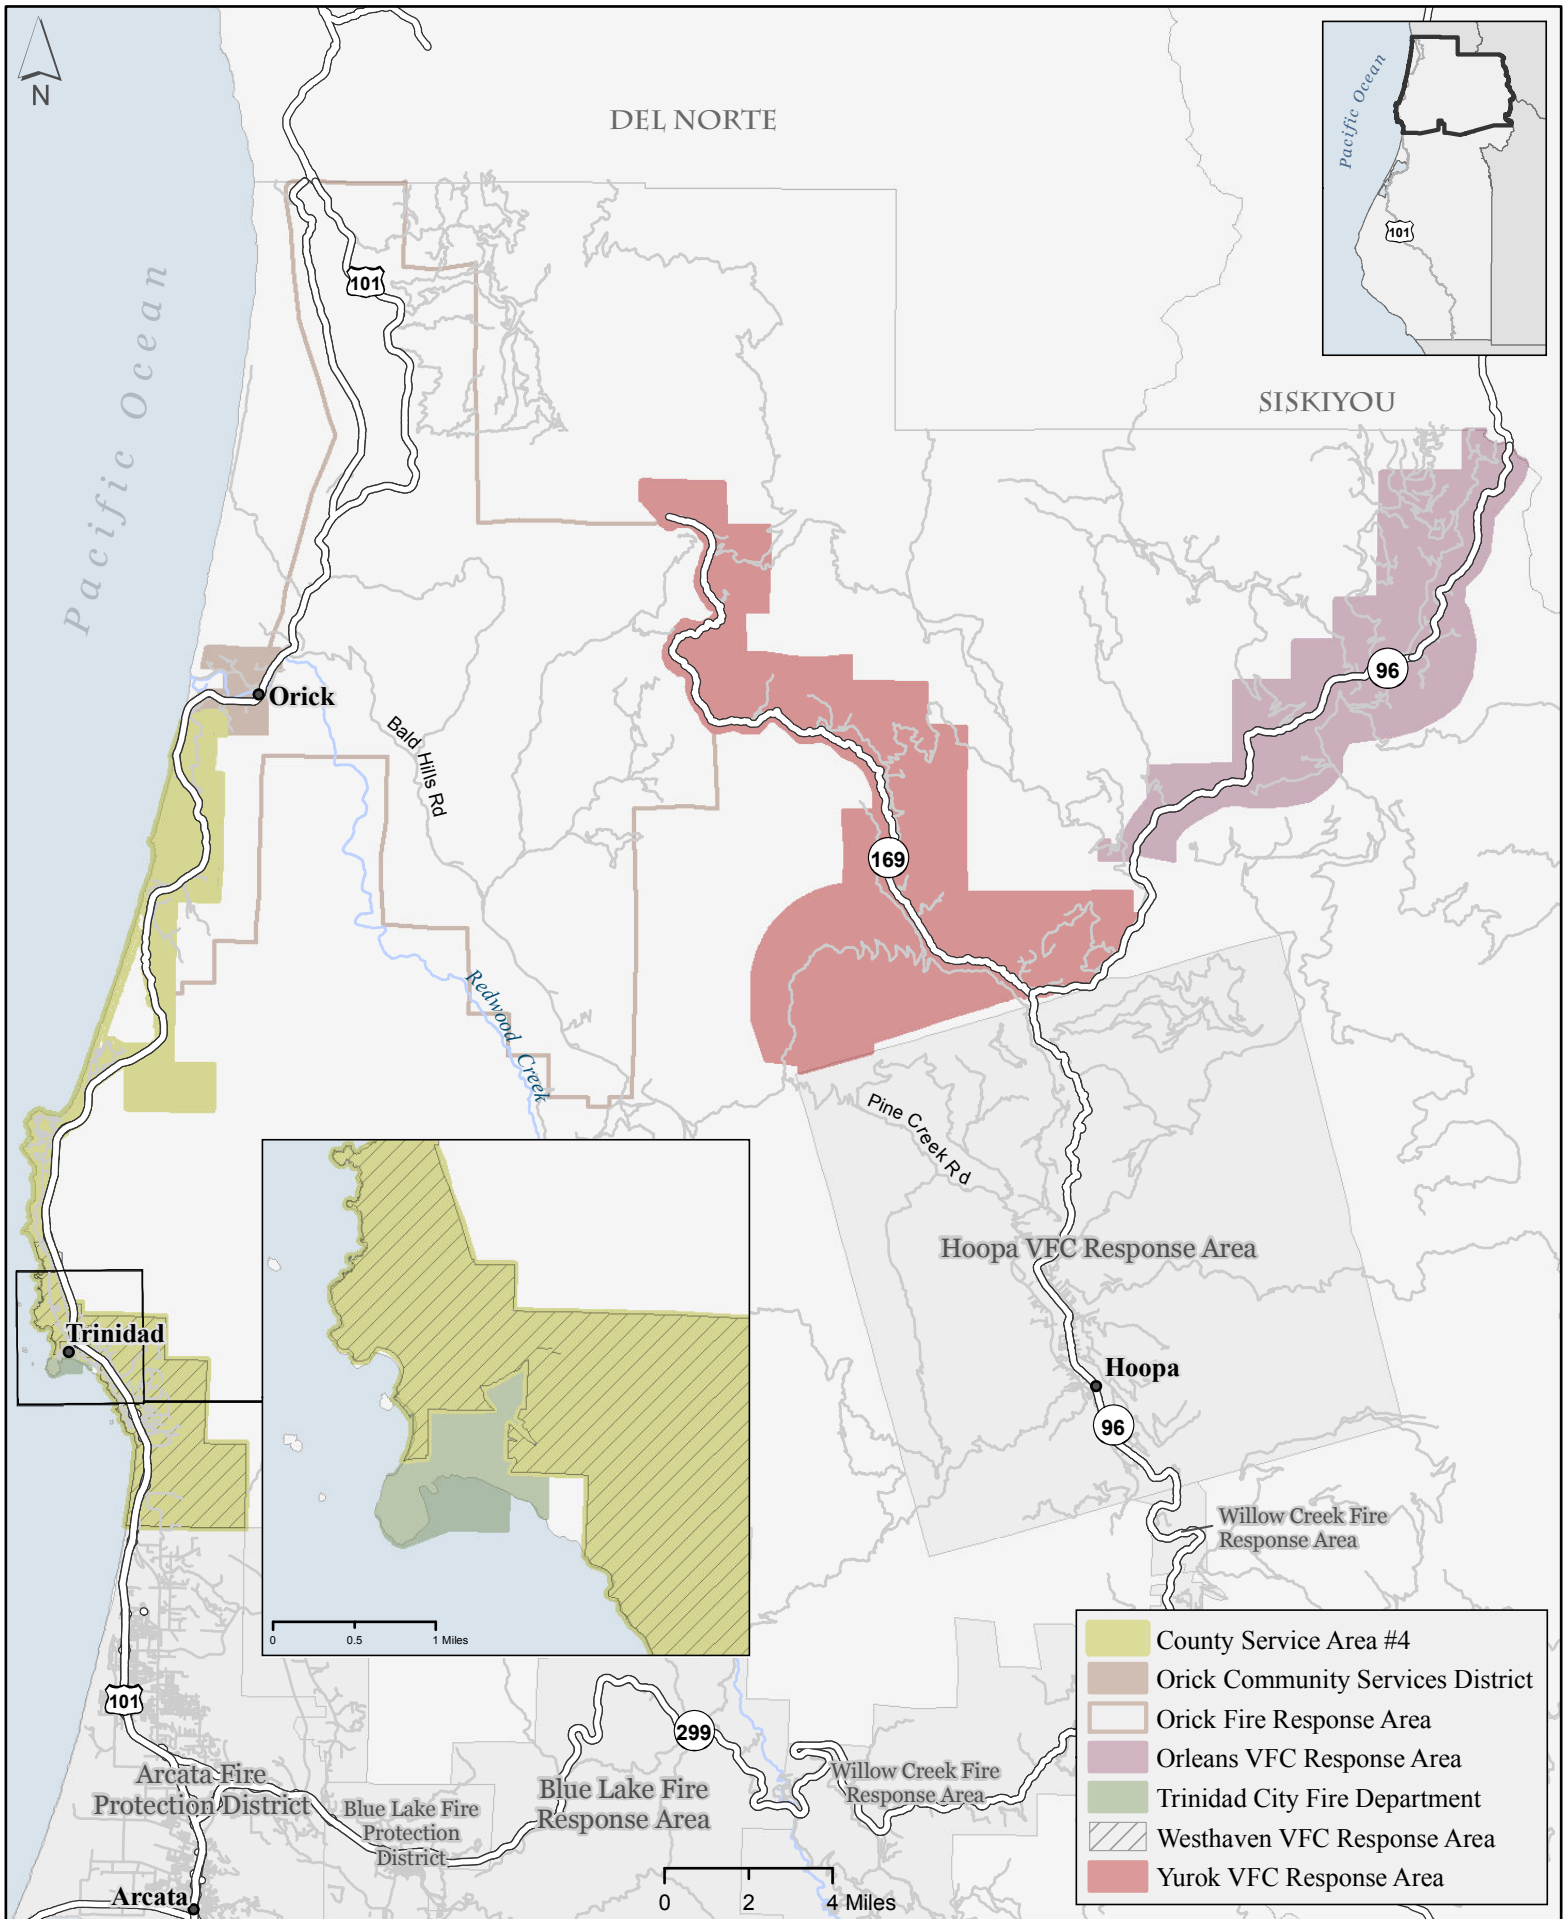 N
DEL NORTE
Pacific Ocean
101
101
SISKIYOU
Pacific Ocean
96
Orick
Bald Hills Rd
169
Redwood Creek
Pine Creek Rd
Hoopa VFC Response Area
Trinidad
Hoopa
96
Willow Creek Fire
Response Area
0 0.5 1 Miles
101
299
Arcata Fire
Protection District
Blue Lake Fire
Protection
District
Blue Lake Fire
Response Area
Willow Creek Fire
Response Area
Arcata
0 2 4 Miles
County Service Area #4
Orick Community Services District
Orick Fire Response Area
Orleans VFC Response Area
Trinidad City Fire Department
Westhaven VFC Response Area
Yurok VFC Response Area